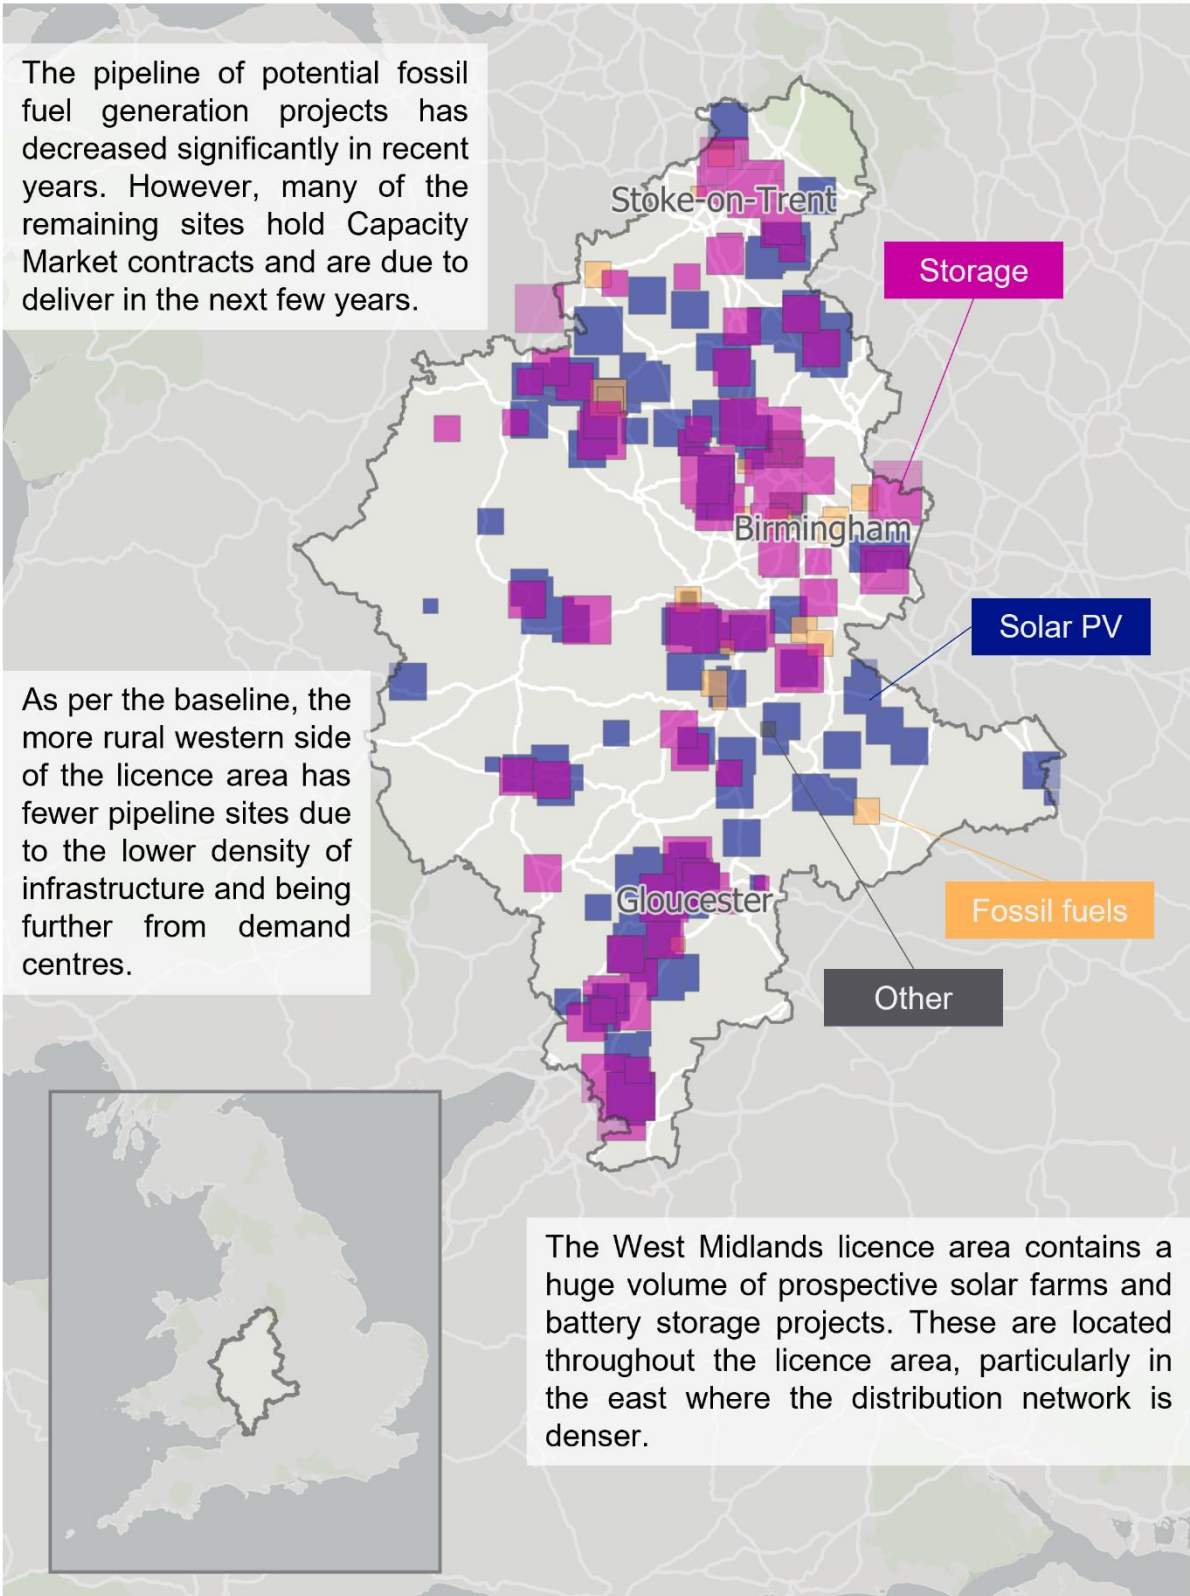 The pipeline of potential fossil
fuel generation projects has
decreased significantly in recent
years. However, many of the
remaining sites hold Capacity
Market contracts and are due to
deliver in the next few years.
Stoke-on-Trent
Storage
Birmingham
Solar PV
As per the baseline, the
more rural western side
of the licence area has
fewer pipeline sites due
to the lower density of
infrastructure and being
further from demand
centres.
Gloucester
Fossil fuels
Other
The West Midlands licence area contains a
huge volume of prospective solar farms and
battery storage projects. These are located
throughout the licence area, particularly in
the east where the distribution network is
denser.